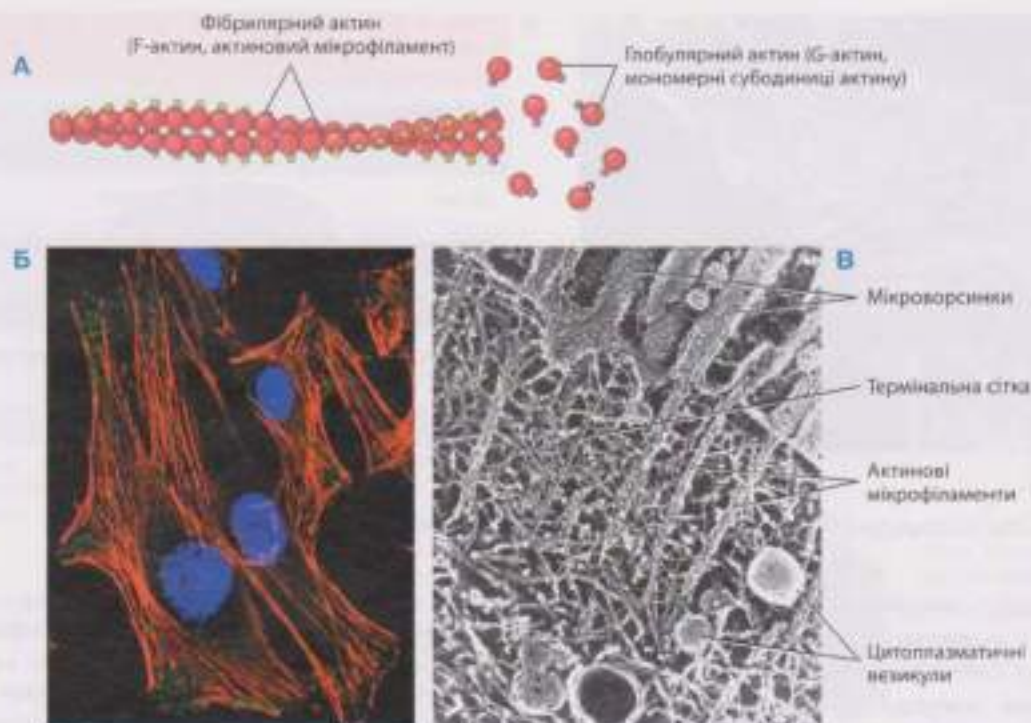 Фібрилярний актин
(F-актин, актиновий мікрофіламент)
А
Глобулярний актин (G-актин,
мономерні субодиниці актину)
Б
В
Мікроворсинки
Термінальна сітка
Актинові
мікрофіламенти
Цитоплазматичні
везикули